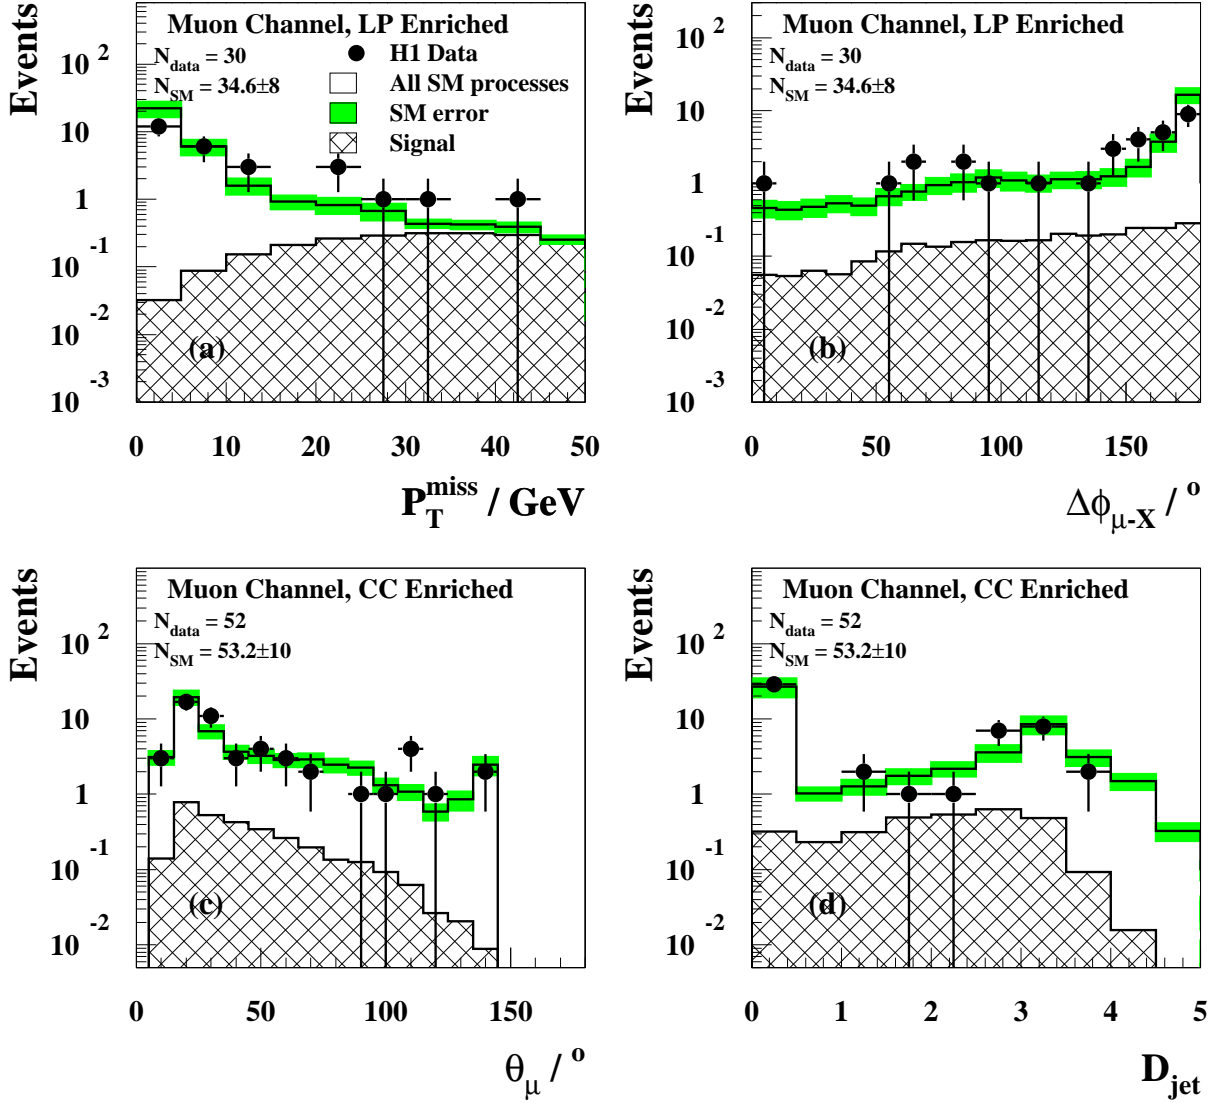 Muon Channel, LP Enriched
N_data = 30
N_SM = 34.6±8
H1 Data
All SM processes
SM error
Signal
Events
10^2
10
1
10^-1
10^-2
10^-3
(a)
0 10 20 30 40 50
P_T^miss / GeV
Muon Channel, LP Enriched
N_data = 30
N_SM = 34.6±8
Events
10^2
10
1
10^-1
10^-2
10^-3
(b)
0 50 100 150
Δϕ_μ-X / °
Muon Channel, CC Enriched
N_data = 52
N_SM = 53.2±10
Events
10^2
10
1
10^-1
10^-2
(c)
0 50 100 150
θ_μ / °
Muon Channel, CC Enriched
N_data = 52
N_SM = 53.2±10
Events
10^2
10
1
10^-1
10^-2
(d)
0 1 2 3 4 5
D_jet